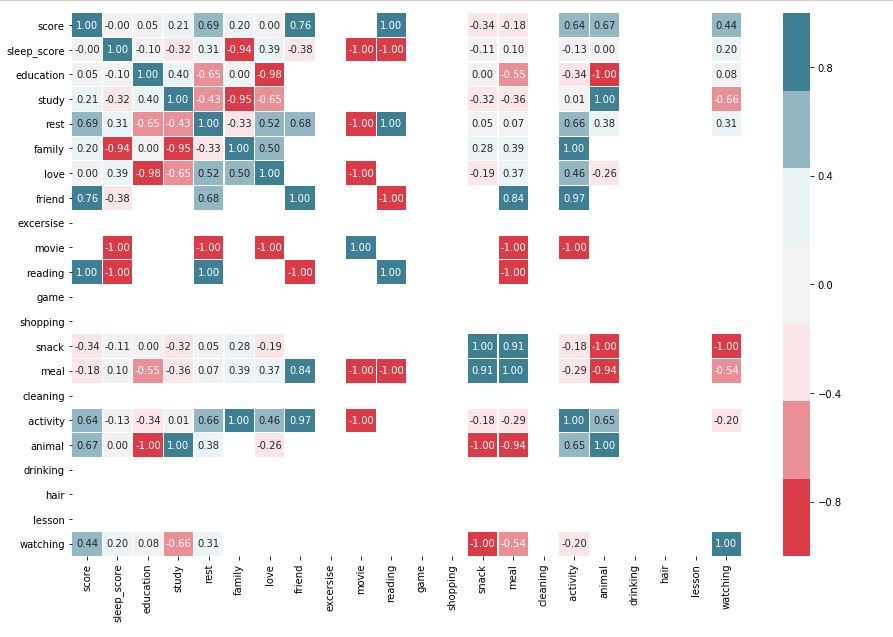 score 1.00 -0.00 0.05 0.21 0.69 0.20 0.00 0.76 1.00 -0.34 -0.18 0.64 0.67 0.44
sleep_score -0.00 1.00 -0.10 -0.32 0.31 -0.94 0.39 -0.38 -1.00 -1.00 -0.11 0.10 -0.13 0.00 0.20
education 0.05 -0.10 1.00 0.40 -0.65 0.00 -0.98 0.00 -0.55 -0.34 -1.00 0.08
study 0.21 -0.32 0.40 1.00 -0.43 -0.95 -0.65 -0.32 -0.36 0.01 1.00 -0.66
rest 0.69 0.31 -0.65 -0.43 1.00 -0.33 0.52 0.68 -1.00 1.00 0.05 0.07 0.66 0.38 0.31
family 0.20 -0.94 0.00 -0.95 -0.33 1.00 0.50 0.28 0.39 1.00
love 0.00 0.39 -0.98 -0.65 0.52 0.50 1.00 -1.00 -0.19 0.37 0.46 -0.26
friend 0.76 -0.38 0.68 1.00 -1.00 0.84 0.97
excersise
movie -1.00 -1.00 -1.00 1.00 -1.00 -1.00
reading 1.00 -1.00 1.00 -1.00 1.00 -1.00
game
shopping
snack -0.34 -0.11 0.00 -0.32 0.05 0.28 -0.19 1.00 0.91 -0.18 -1.00 -1.00
meal -0.18 0.10 -0.55 -0.36 0.07 0.39 0.37 0.84 -1.00 -1.00 0.91 1.00 -0.29 -0.94 -0.54
cleaning
activity 0.64 -0.13 -0.34 0.01 0.66 1.00 0.46 0.97 -1.00 -0.18 -0.29 1.00 0.65 -0.20
animal 0.67 0.00 -1.00 1.00 0.38 -0.26 -1.00 -0.94 0.65 1.00
drinking
hair
lesson
watching 0.44 0.20 0.08 -0.66 0.31 -1.00 -0.54 -0.20 1.00
score sleep_score education study rest family love friend excersise movie reading game shopping snack meal cleaning activity animal drinking hair lesson watching
0.8
0.4
0.0
−0.4
−0.8